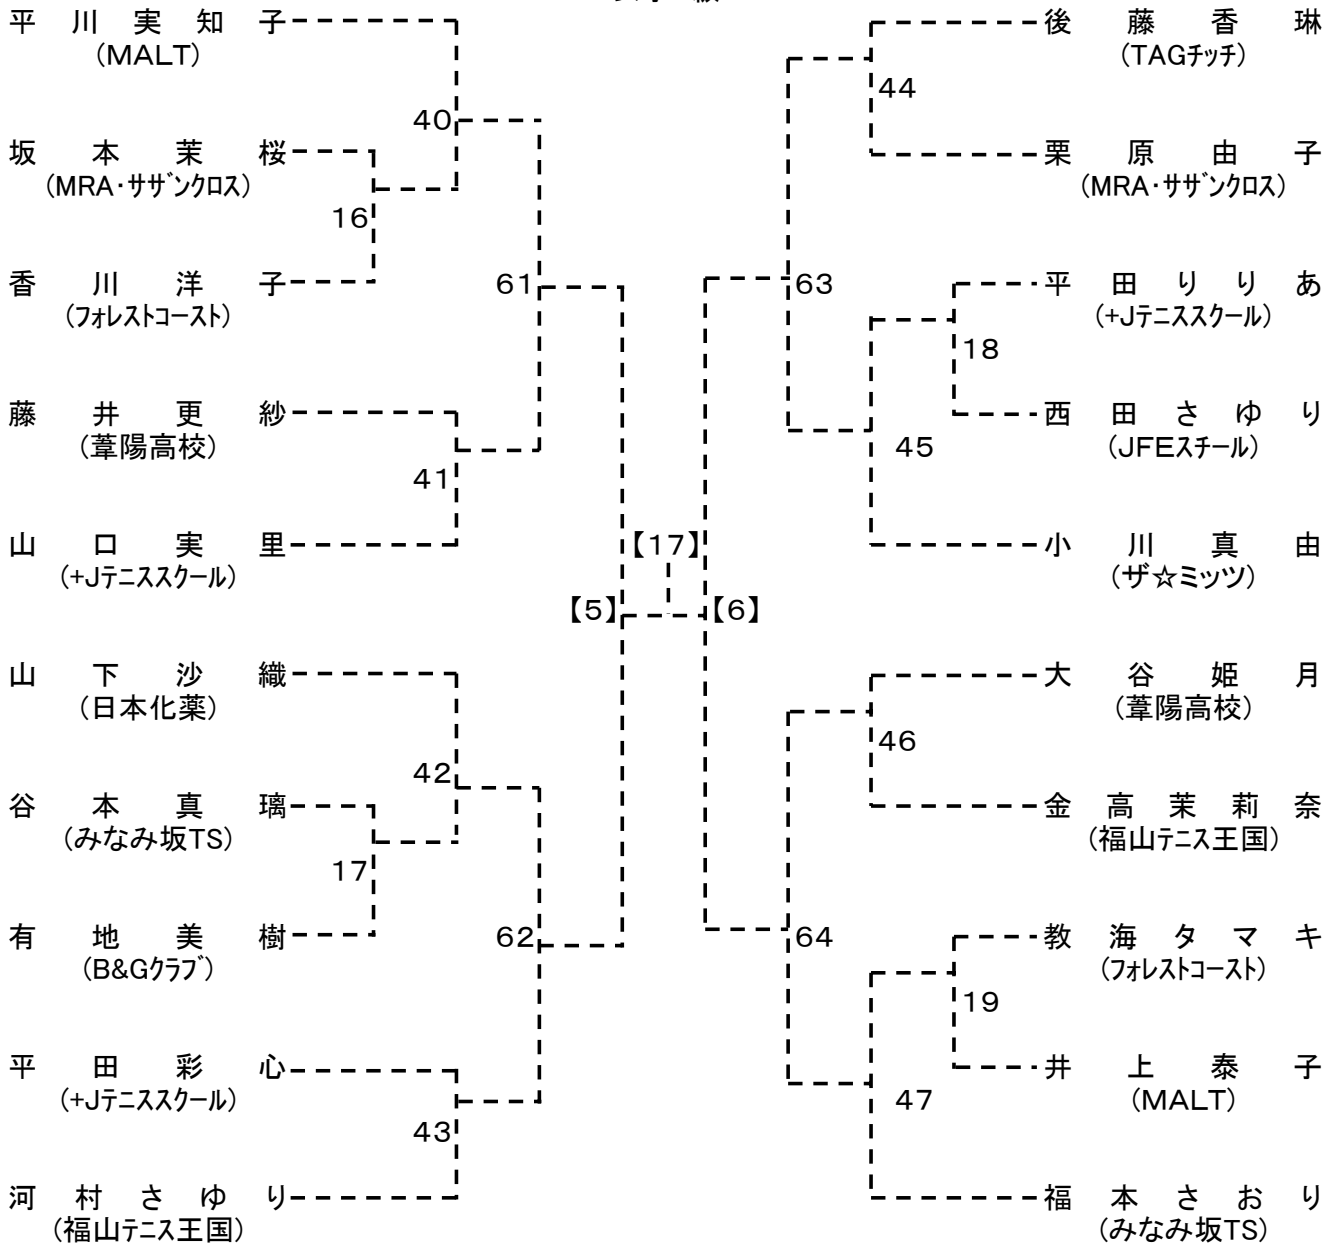 平川実知子
(MALT)
坂本茉桜
(MRA・サザンクロス)
香川洋子
(フォレストコースト)
藤井更紗
(葦陽高校)
山口実里
(+Jテニススクール)
山下沙織
(日本化薬)
谷本真璃
(みなみ坂TS)
有地美樹
(B&Gクラブ)
平田彩心
(+Jテニススクール)
河村さゆり
(福山テニス王国)
40
16
61
41
42
17
62
43
【5】
【17】
【6】
44
63
18
45
46
64
19
47
後藤香琳
(TAGチッチ)
栗原由子
(MRA・サザンクロス)
平田りりあ
(+Jテニススクール)
西田さゆり
(JFEスチール)
小川真由
(ザ☆ミッツ)
大谷姫月
(葦陽高校)
金高茉莉奈
(福山テニス王国)
教海タマキ
(フォレストコースト)
井上泰子
(MALT)
福本さおり
(みなみ坂TS)